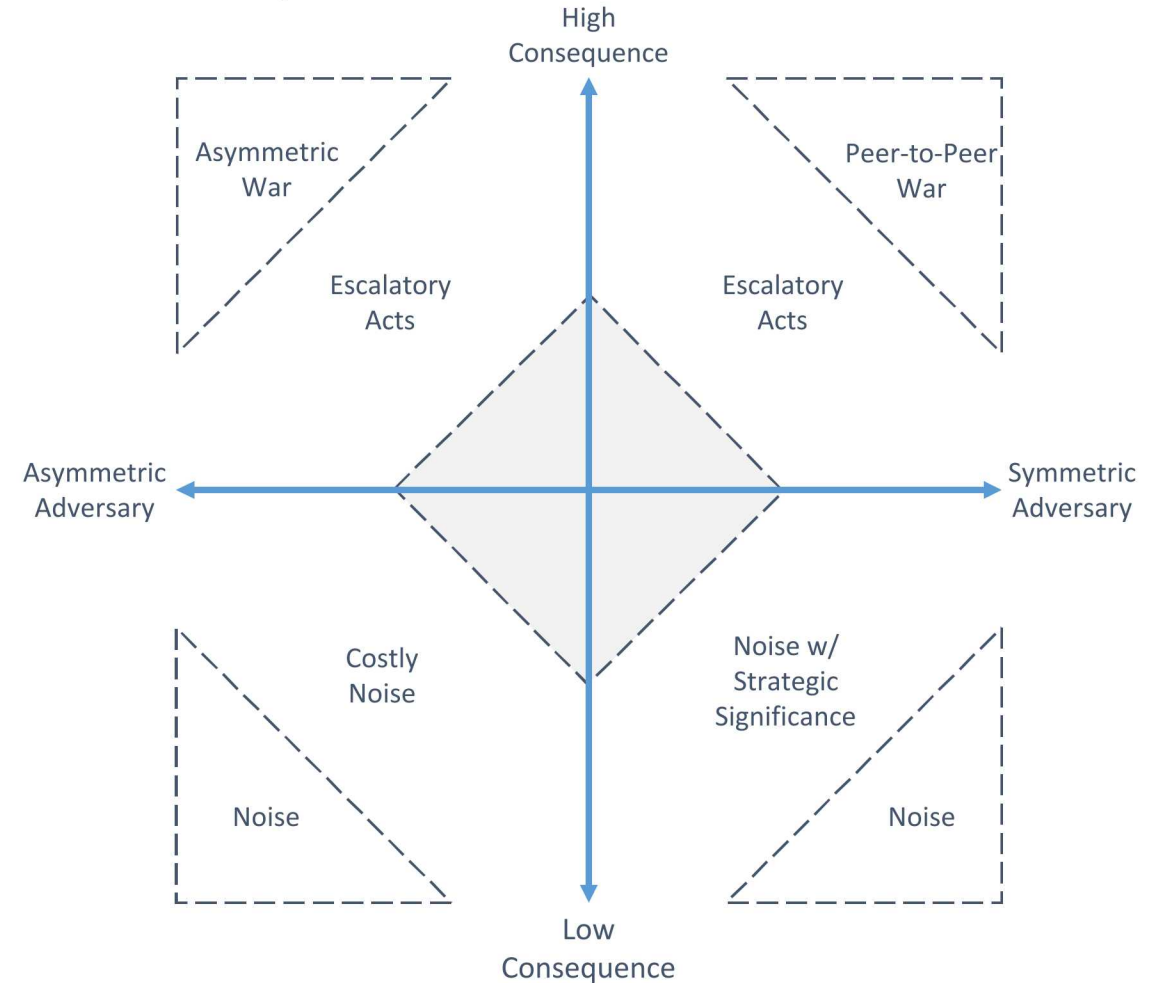 High
Consequence
Asymmetric
War
Peer-to-Peer
War
Escalatory
Acts
Escalatory
Acts
Asymmetric
Adversary
Symmetric
Adversary
Costly
Noise
Noise w/
Strategic
Significance
Noise
Noise
Low
Consequence